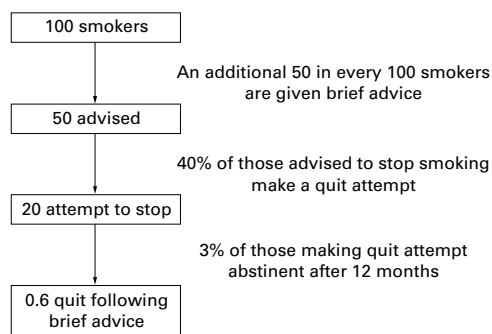 100 smokers
An additional 50 in every 100 smokers
are given brief advice
50 advised
40% of those advised to stop smoking
make a quit attempt
20 attempt to stop
3% of those making quit attempt
abstinent after 12 months
0.6 quit following
brief advice